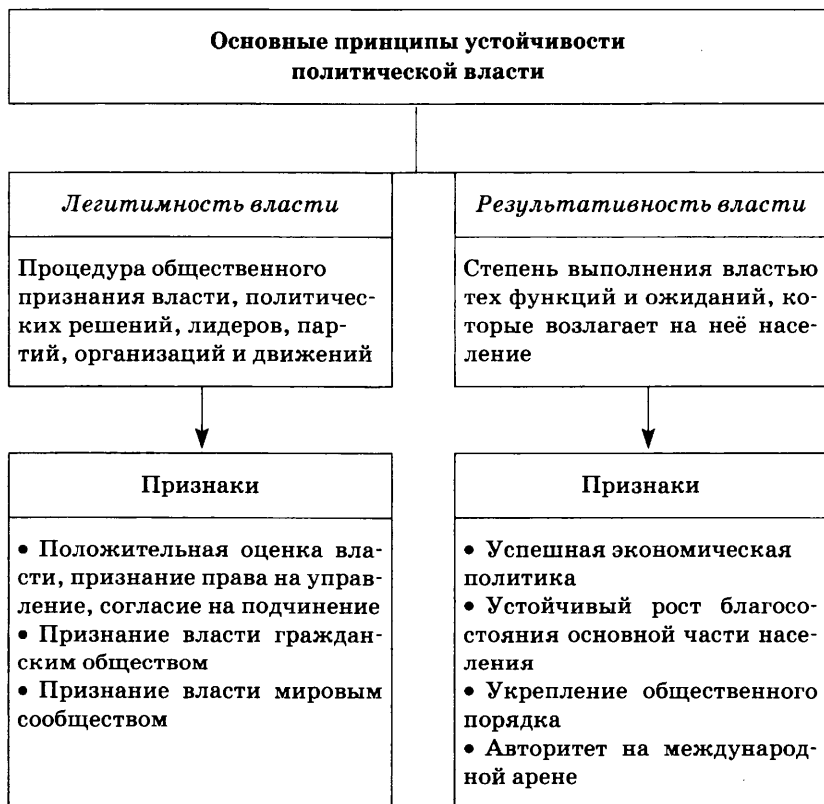 Основные принципы устойчивости
политической власти
Легитимность власти
Процедура общественного
признания власти, политичес-
ких решений, лидеров, пар-
тий, организаций и движений
Результативность власти
Степень выполнения властью
тех функций и ожиданий, ко-
торые возлагает на неё насе-
ление
Признаки
• Положительная оценка вла-
сти, признание права на управ-
ление, согласие на подчинение
• Признание власти граждан-
ским обществом
• Признание власти мировым
сообществом
Признаки
• Успешная экономическая
политика
• Устойчивый рост благосо-
стояния основной части насе-
ления
• Укрепление общественного
порядка
• Авторитет на международ-
ной арене